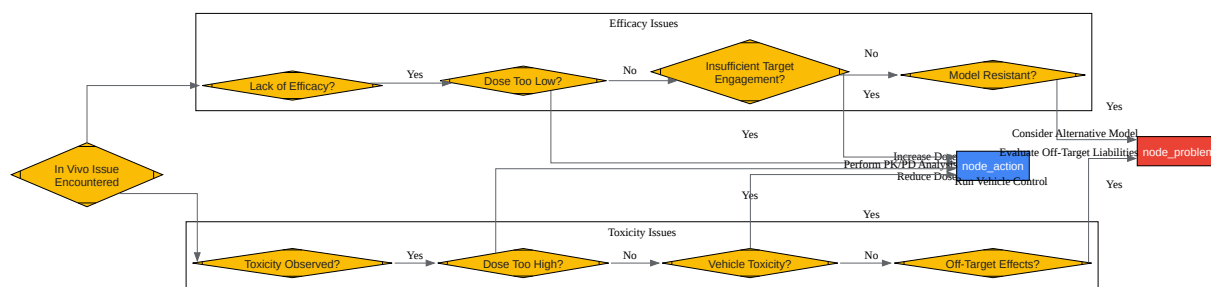 Efficacy Issues
Lack of Efficacy?
Yes
Dose Too Low?
No
Insufficient Target
Engagement?
No
Yes
Model Resistant?
Yes
Yes
In Vivo Issue
Encountered
Increase Dose
Perform PK/PD Analysis
Reduce Dose
Run Vehicle Control
node_action
Consider Alternative Model
Evaluate Off-Target Liabilities
node_problem
Yes
Yes
Yes
Toxicity Issues
Toxicity Observed?
Yes
Dose Too High?
No
Vehicle Toxicity?
No
Off-Target Effects?